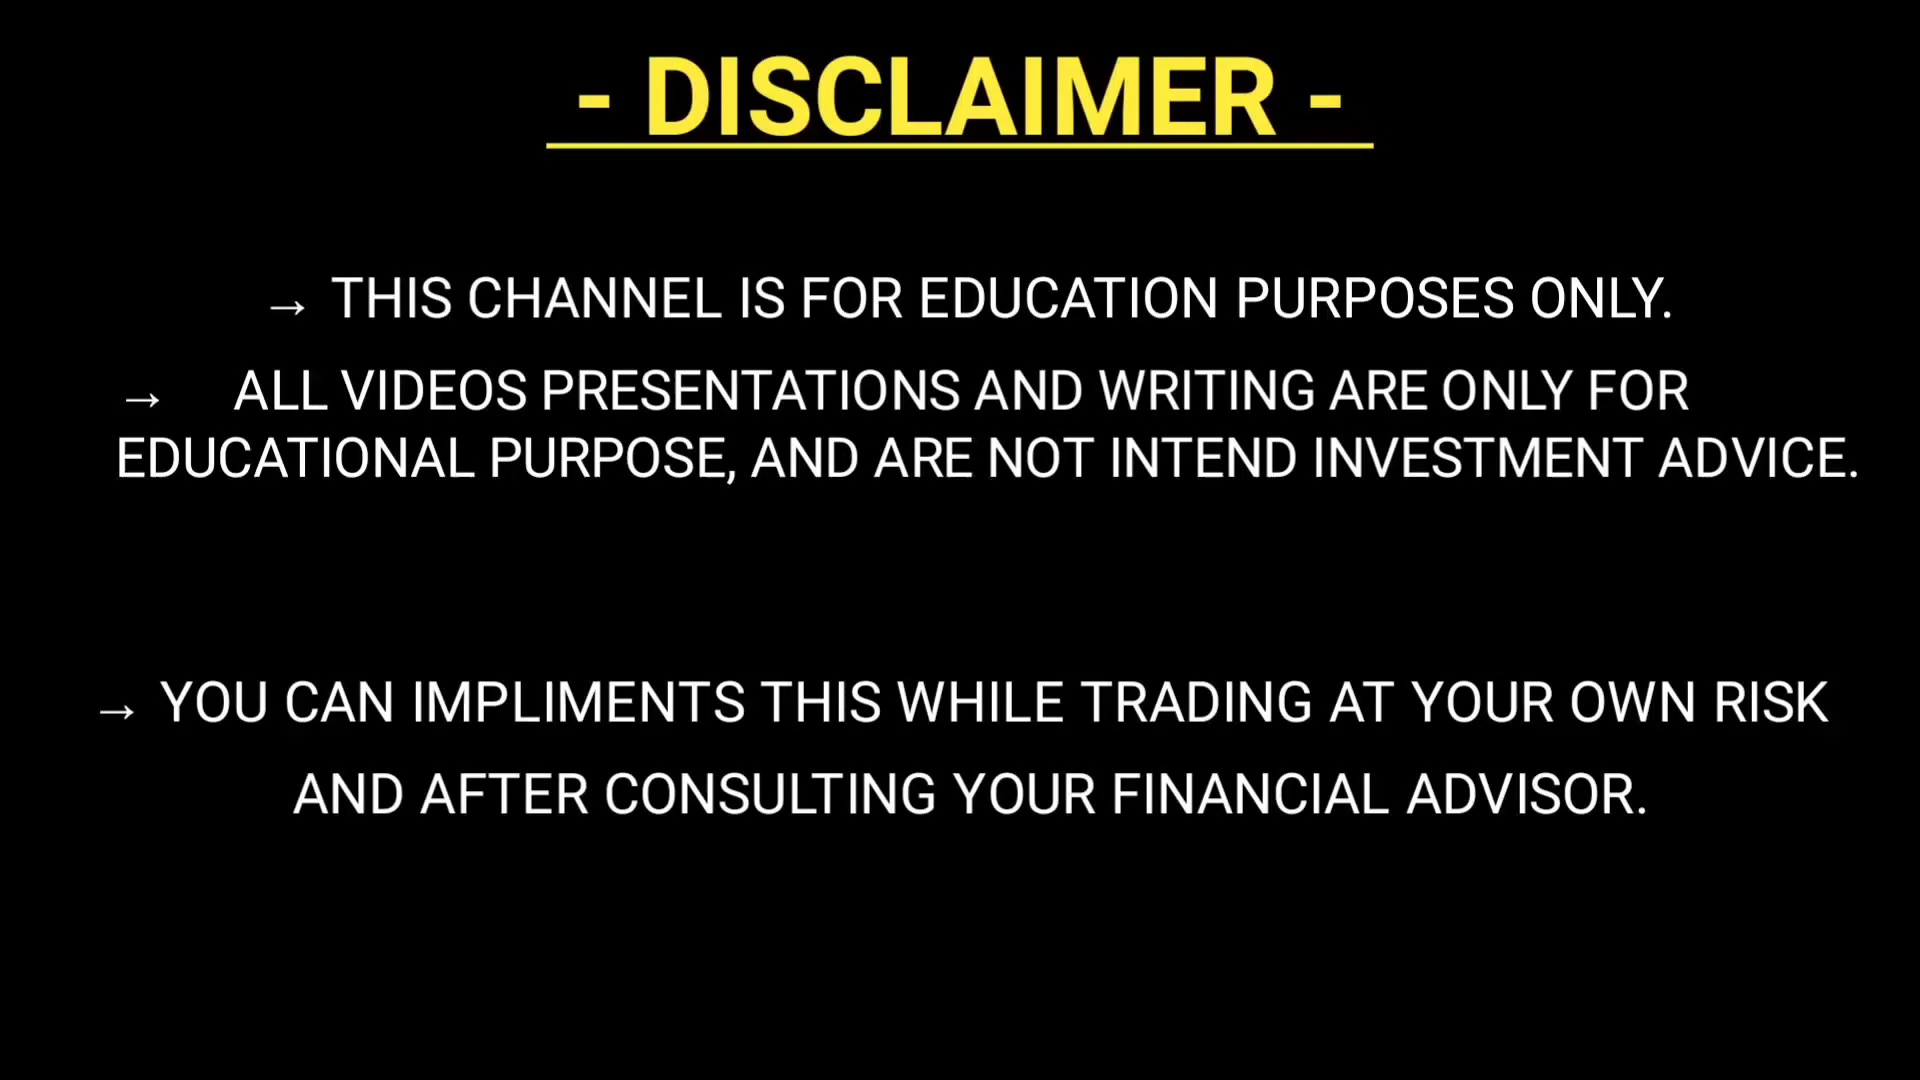 - DISCLAIMER -
→ THIS CHANNEL IS FOR EDUCATION PURPOSES ONLY.
→ ALL VIDEOS PRESENTATIONS AND WRITING ARE ONLY FOR
EDUCATIONAL PURPOSE, AND ARE NOT INTEND INVESTMENT ADVICE.
→ YOU CAN IMPLIMENTS THIS WHILE TRADING AT YOUR OWN RISK
AND AFTER CONSULTING YOUR FINANCIAL ADVISOR.